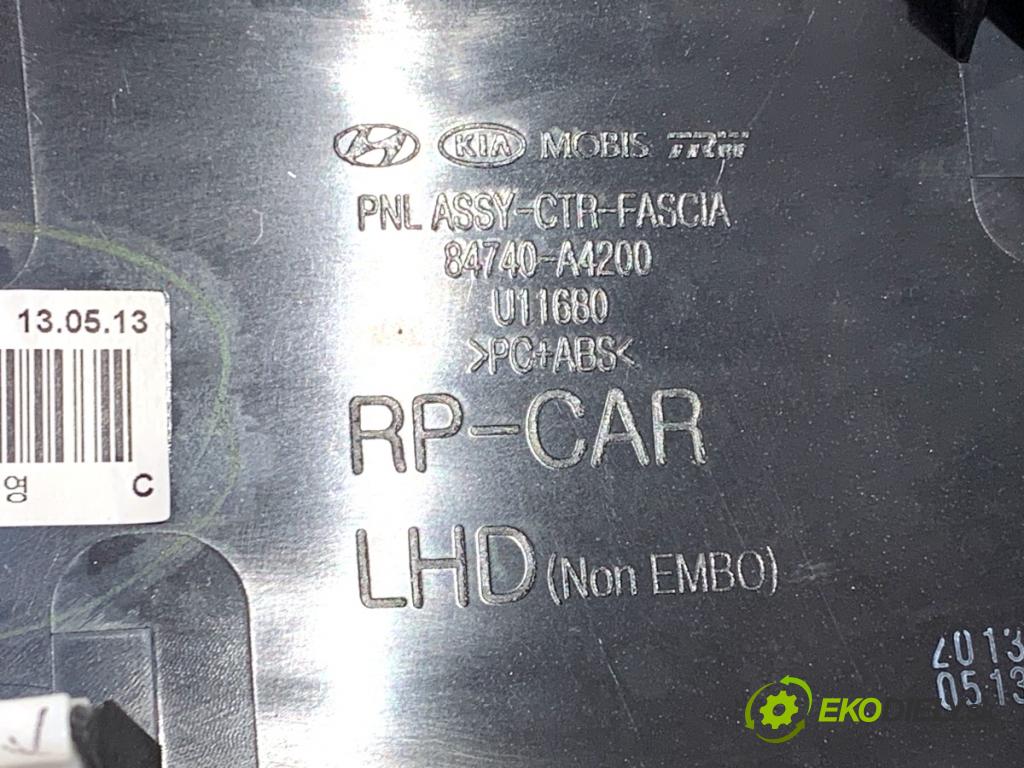 KIA MOBIS TRW
PNL ASSY-CTR-FASCIA
84740-A4200
U11680
>PC+ABS<
13.05.13
RP-CAR
영 C
LHD (Non EMBO)
2013
0513